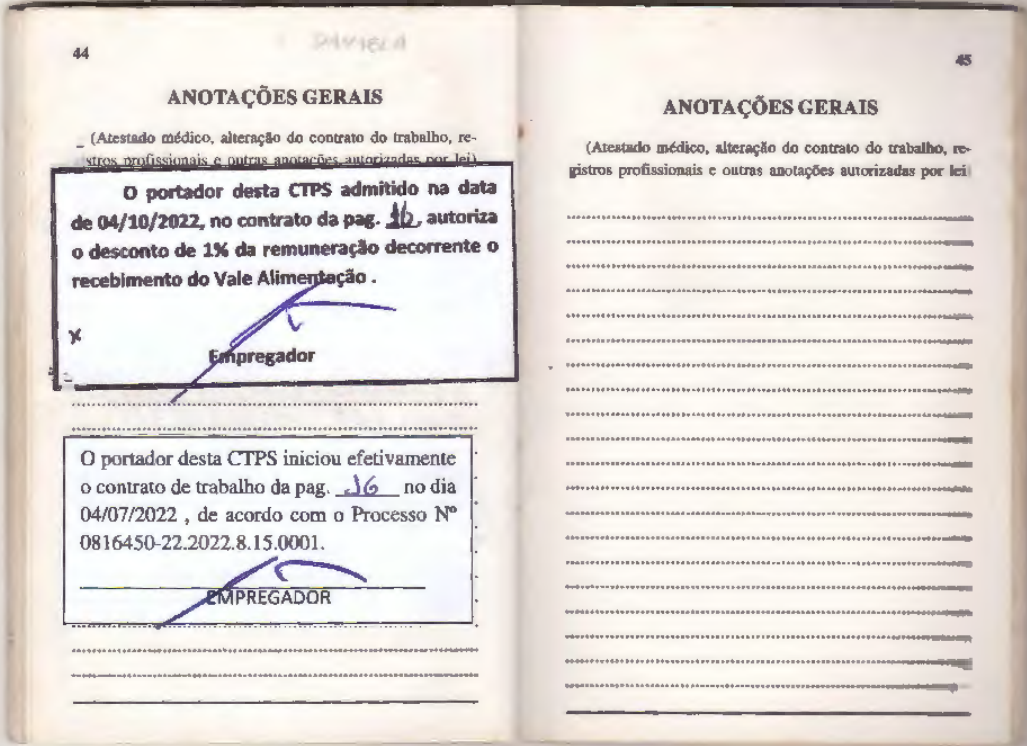 44
DANIELA
ANOTAÇÕES GERAIS
(Atestado médico, alteração do contrato do trabalho, re-
stros profissionais e outras anotações autorizadas por lei)
O portador desta CTPS admitido na data
de 04/10/2022, no contrato da pag. 16, autoriza
o desconto de 1% da remuneração decorrente o
recebimento do Vale Alimentação .
x
Empregador
O portador desta CTPS iniciou efetivamente
o contrato de trabalho da pag. 16 no dia
04/07/2022 , de acordo com o Processo Nº
0816450-22.2022.8.15.0001.
EMPREGADOR
45
ANOTAÇÕES GERAIS
(Atestado médico, alteração do contrato do trabalho, re-
gistros profissionais e outras anotações autorizadas por lei